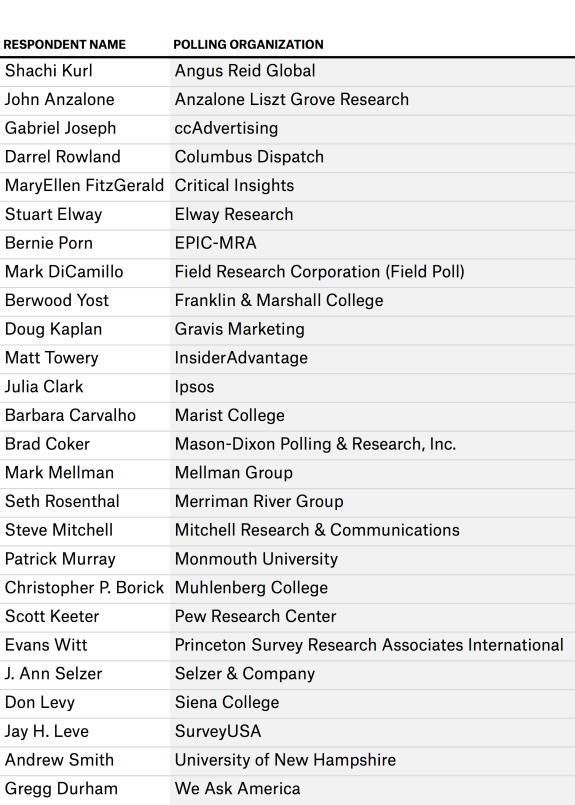 RESPONDENT NAME POLLING ORGANIZATION
Shachi Kurl Angus Reid Global
John Anzalone Anzalone Liszt Grove Research
Gabriel Joseph ccAdvertising
Darrel Rowland Columbus Dispatch
MaryEllen FitzGerald Critical Insights
Stuart Elway Elway Research
Bernie Porn EPIC-MRA
Mark DiCamillo Field Research Corporation (Field Poll)
Berwood Yost Franklin & Marshall College
Doug Kaplan Gravis Marketing
Matt Towery InsiderAdvantage
Julia Clark Ipsos
Barbara Carvalho Marist College
Brad Coker Mason-Dixon Polling & Research, Inc.
Mark Mellman Mellman Group
Seth Rosenthal Merriman River Group
Steve Mitchell Mitchell Research & Communications
Patrick Murray Monmouth University
Christopher P. Borick Muhlenberg College
Scott Keeter Pew Research Center
Evans Witt Princeton Survey Research Associates International
J. Ann Selzer Selzer & Company
Don Levy Siena College
Jay H. Leve SurveyUSA
Andrew Smith University of New Hampshire
Gregg Durham We Ask America